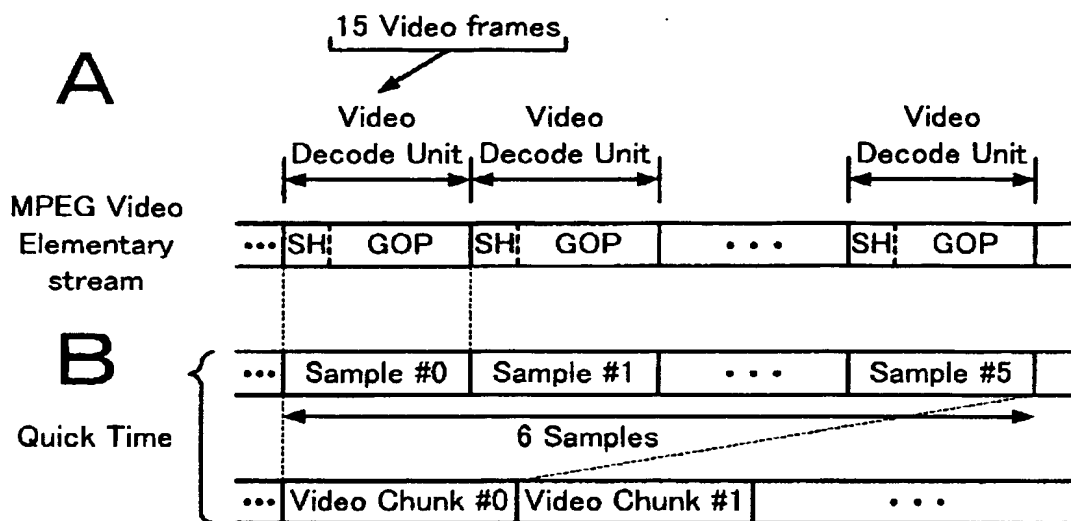 15 Video frames
A
Video Decode Unit
Video Decode Unit
Video Decode Unit
MPEG Video Elementary stream
••• SH GOP SH GOP • • • SH GOP
B
••• Sample #0 Sample #1 • • • Sample #5
Quick Time
6 Samples
••• Video Chunk #0 Video Chunk #1 • • •